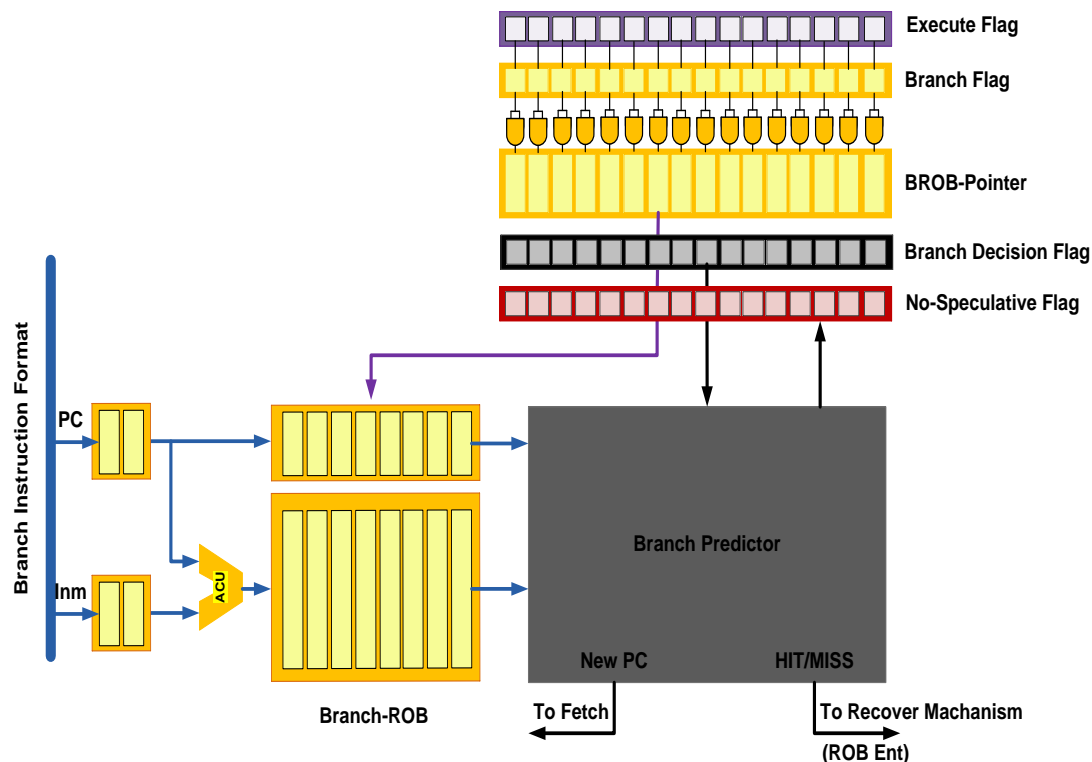 Execute Flag
Branch Flag
BROB-Pointer
Branch Decision Flag
No-Speculative Flag
Branch Instruction Format
PC
Inm
ACU
Branch-ROB
Branch Predictor
New PC
HIT/MISS
To Fetch
To Recover Machanism
(ROB Ent)